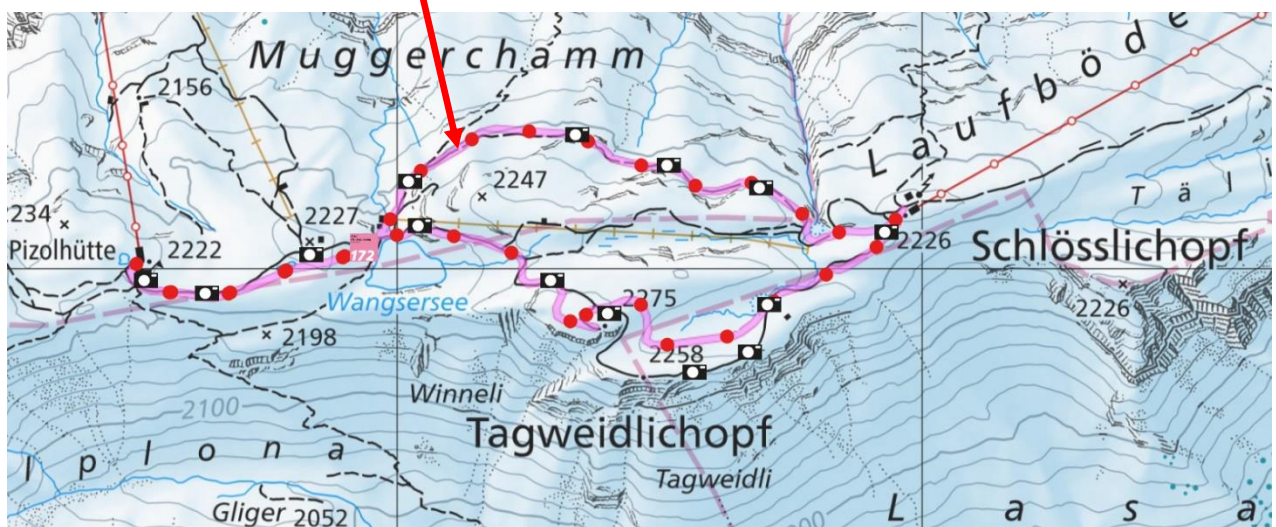 Muggerchamm
2156
Laufböde
Täli
234
2247
2227
Pizolhütte
2222
172
2226
Schlösslichopf
Wangsersee
2275
2226
2198
2258
2100
Winneli
Tagweidlichopf
Iplona
Tagweidli
Gliger 2052
2000
Lasa